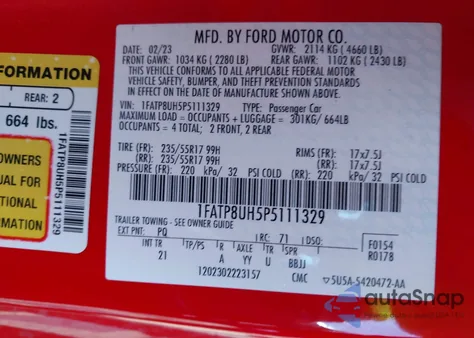 FORMATION
REAR: 2
664 lbs.
OWNERS
UAL FOR
NAL
ATION
1FATP8UH5P5111329
MFD. BY FORD MOTOR CO.
DATE: 02/23 GVWR: 2114 KG (4660 LB)
FRONT GAWR: 1034 KG (2280 LB) REAR GAWR: 1102 KG (2430 LB)
THIS VEHICLE CONFORMS TO ALL APPLICABLE FEDERAL MOTOR
VEHICLE SAFETY, BUMPER, AND THEFT PREVENTION STANDARDS
IN EFFECT ON THE DATE OF MANUFACTURE SHOWN ABOVE.
VIN: 1FATP8UH5P5111329 TYPE: Passenger Car
MAXIMUM LOAD = OCCUPANTS + LUGGAGE = 301KG/ 664LB
OCCUPANTS = 4 TOTAL; 2 FRONT, 2 REAR
TIRE (FR): 235/55R17 99H RIMS (FR): 17x7.5J
TIRE (RR): 235/55R17 99H RIMS (RR): 17x7.5J
PRESSURE (FR): 220 kPa/ 32 PSI COLD (RR): 220 kPa/ 32 PSI COLD
1FATP8UH5P5111329
TRAILER TOWING - SEE OWNER GUIDE
EXT PNT: PQ RC: 71 DSO: F0154
R0178
INT TR TP/PS R AXLE TR SPR
21 A YY U BBJJ
1202302223157 CMC 5U5A-5420472-AA
autoSnap